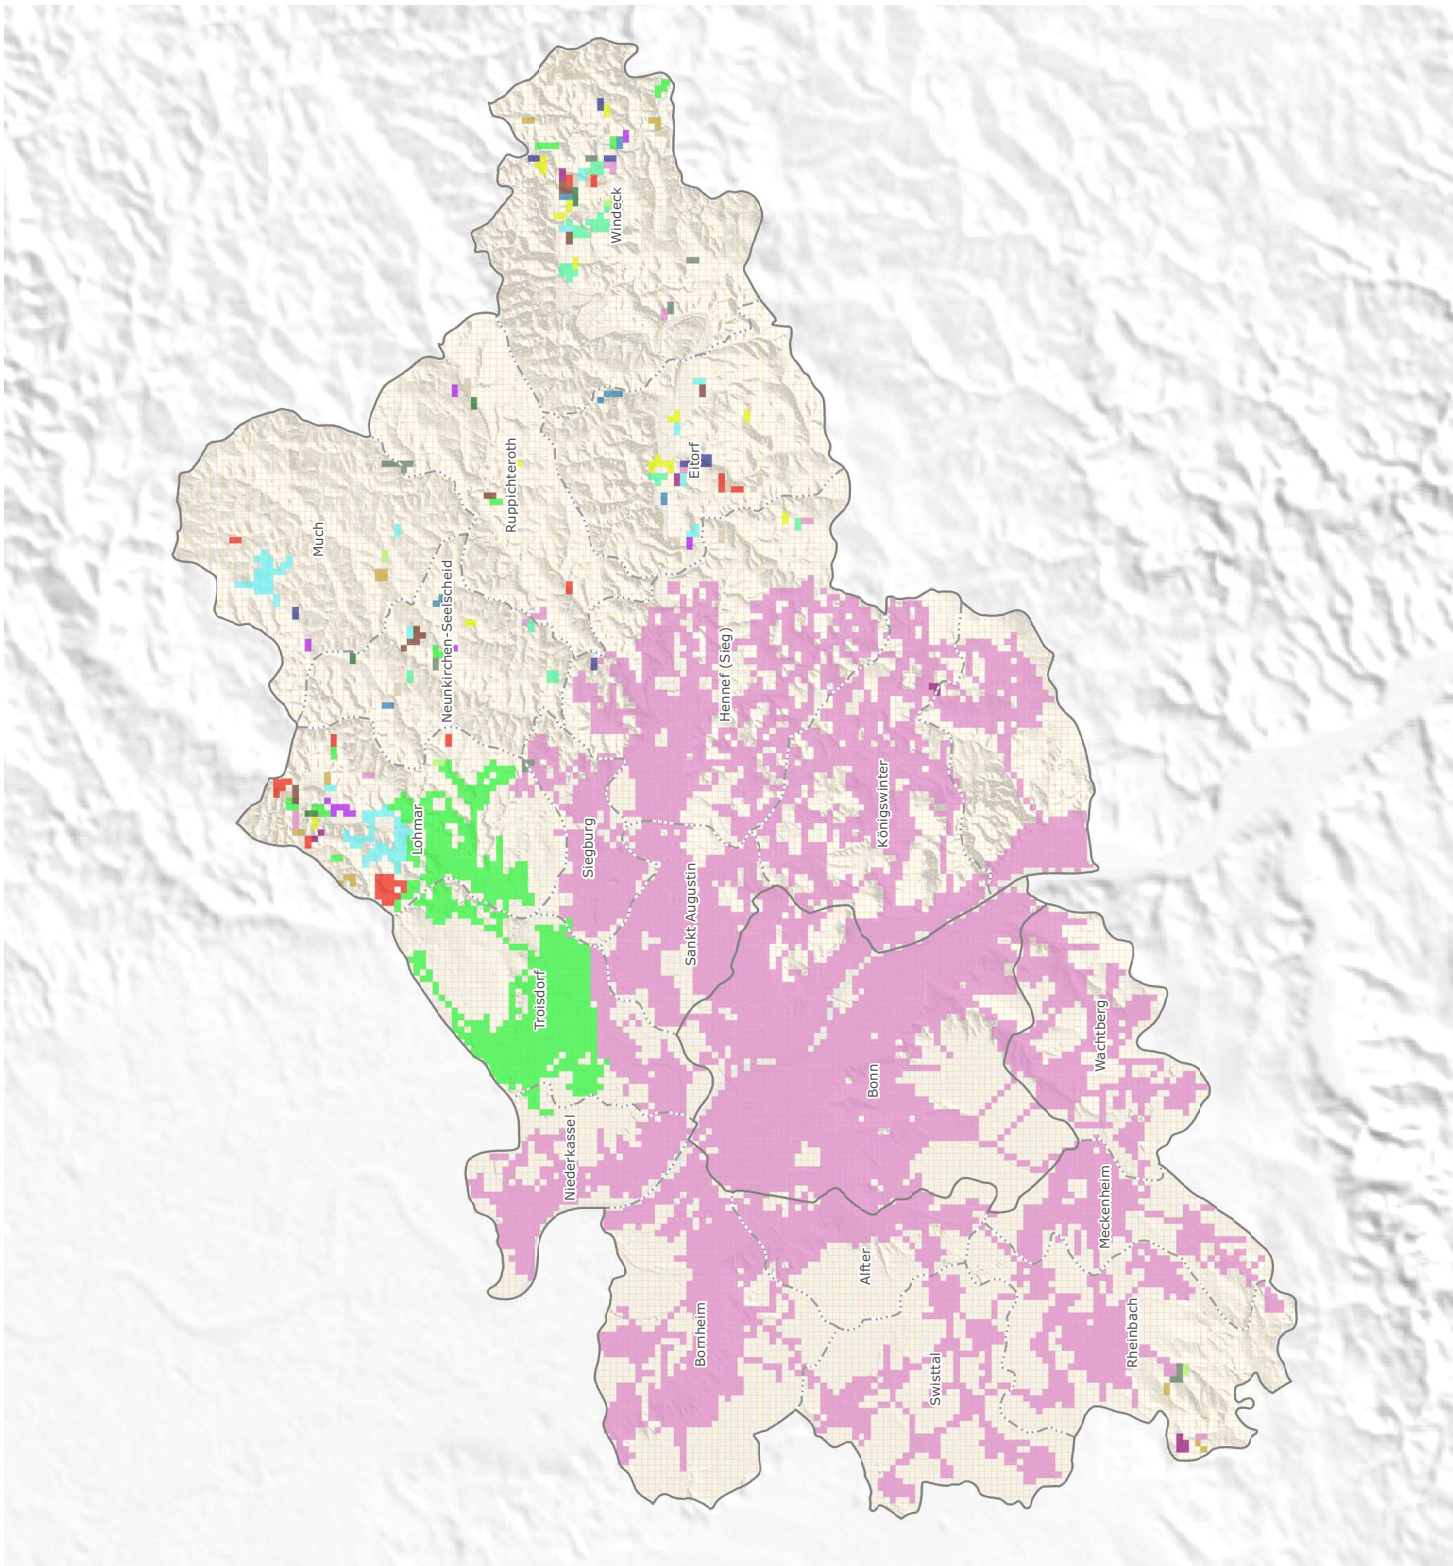 Windeck
Eitorf
Ruppichteroth
Much
Neunkirchen-Seelscheid
Hennef (Sieg)
Lohmar
Siegburg
Königswinter
Sankt Augustin
Troisdorf
Bonn
Wachtberg
Niederkassel
Meckenheim
Alfter
Bornheim
Swisttal
Rheinbach